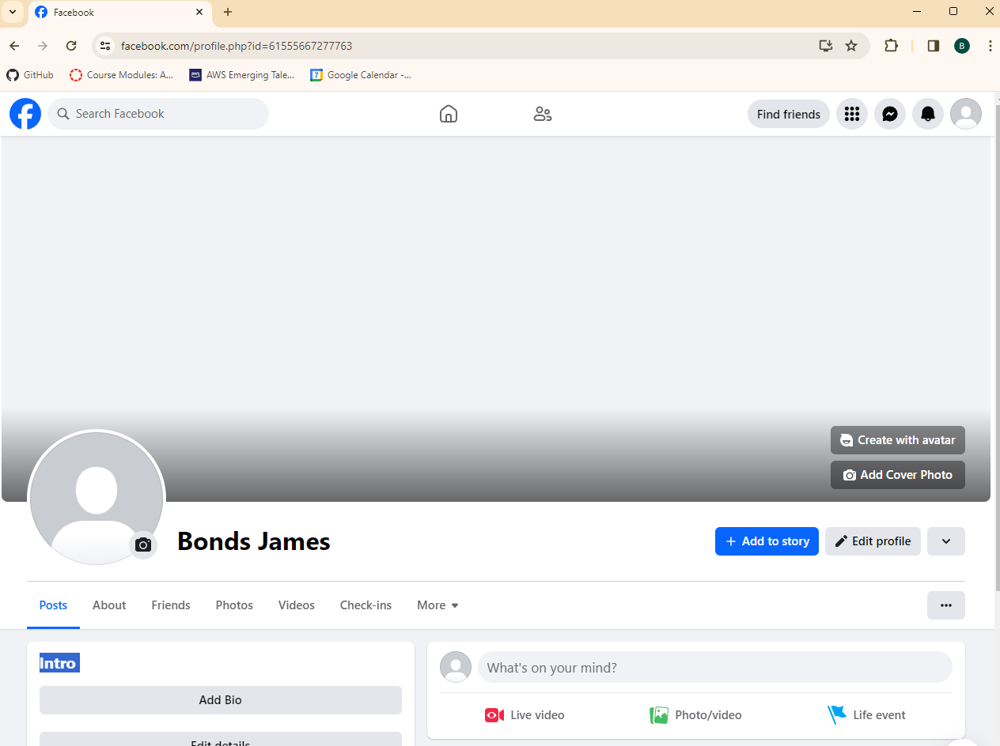 Facebook
facebook.com/profile.php?id=61555667277763
B
GitHub
Course Modules: A...
aws
AWS Emerging Tale...
7
Google Calendar -...
Search Facebook
Find friends
Create with avatar
Add Cover Photo
Bonds James
+ Add to story
Edit profile
Posts
About
Friends
Photos
Videos
Check-ins
More
Intro
Add Bio
Edit details
What's on your mind?
Live video
Photo/video
Life event